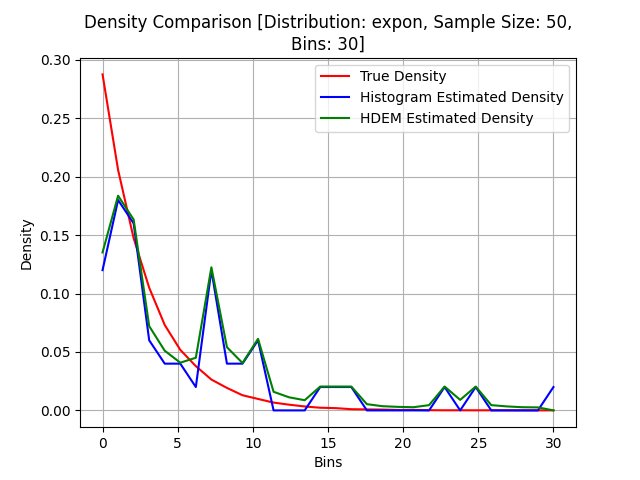 Density Comparison [Distribution: expon, Sample Size: 50,
Bins: 30]
True Density
Histogram Estimated Density
HDEM Estimated Density
Density
0.30
0.25
0.20
0.15
0.10
0.05
0.00
0 5 10 15 20 25 30
Bins